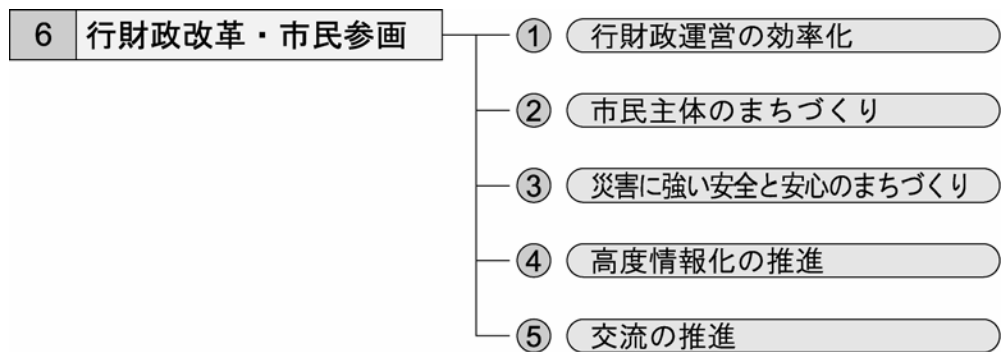 6 行財政改革・市民参画
① 行財政運営の効率化
② 市民主体のまちづくり
③ 災害に強い安全と安心のまちづくり
④ 高度情報化の推進
⑤ 交流の推進